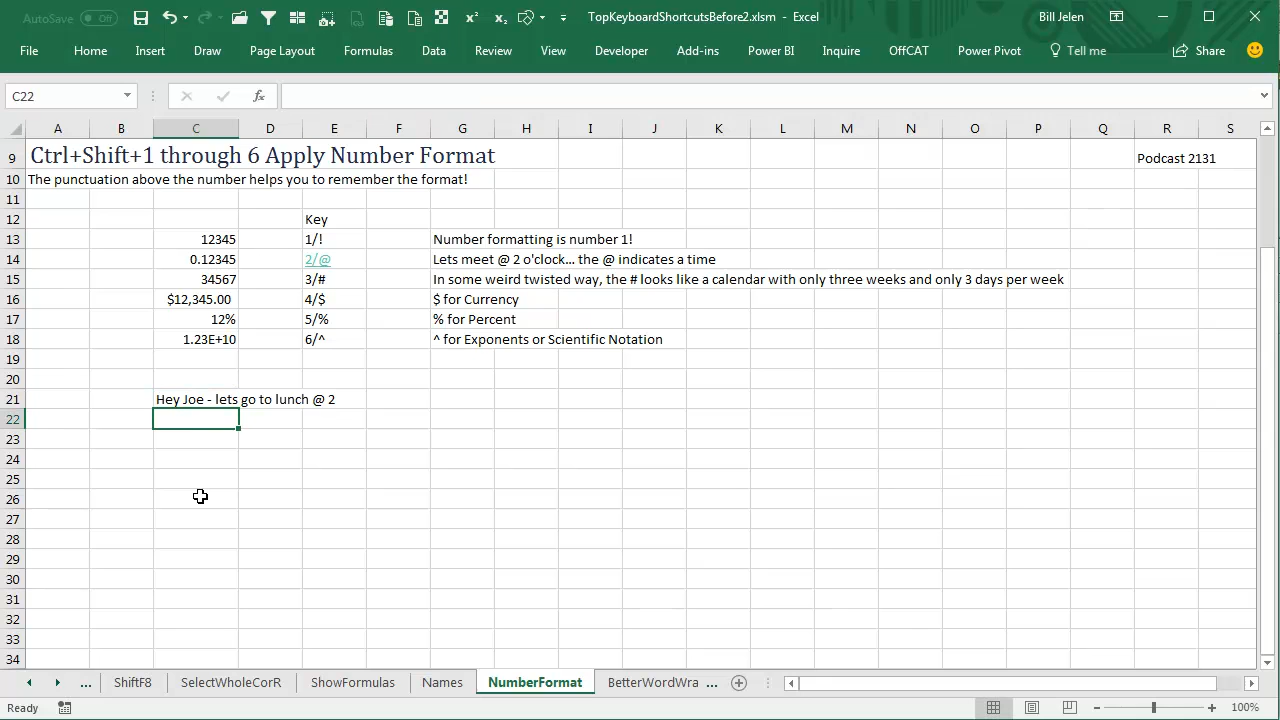 AutoSave Off TopKeyboardShortcutsBefore2.xlsm - Excel Bill Jelen
File Home Insert Draw Page Layout Formulas Data Review View Developer Add-ins Power BI Inquire OffCAT Power Pivot Tell me Share
C22 fx
A B C D E F G H I J K L M N O P Q R S
9 Ctrl+Shift+1 through 6 Apply Number Format Podcast 2131
10 The punctuation above the number helps you to remember the format!
11
12 Key
13 12345 1/! Number formatting is number 1!
14 0.12345 2/@ Lets meet @ 2 o'clock... the @ indicates a time
15 34567 3/# In some weird twisted way, the # looks like a calendar with only three weeks and only 3 days per week
16 $12,345.00 4/$ $ for Currency
17 12% 5/% % for Percent
18 1.23E+10 6/^ ^ for Exponents or Scientific Notation
19
20
21 Hey Joe - lets go to lunch @ 2
22
23
24
25
26
27
28
29
30
31
32
33
34
... ShiftF8 SelectWholeCorR ShowFormulas Names NumberFormat BetterWordWra ...
Ready 100%